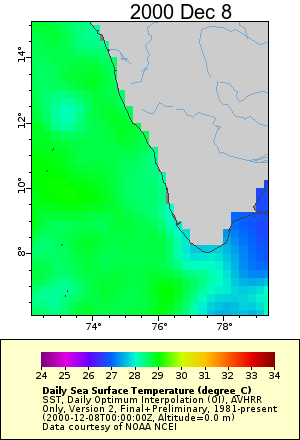 2000 Dec 8
14°
12°
10°
8°
74°
76°
78°
24 25 26 27 28 29 30 31 32 33 34
Daily Sea Surface Temperature (degree_C)
SST, Daily Optimum Interpolation (OI), AVHRR
Only, Version 2, Final+Preliminary, 1981-present
(2000-12-08T00:00:00Z, Altitude=0.0 m)
Data courtesy of NOAA NCEI